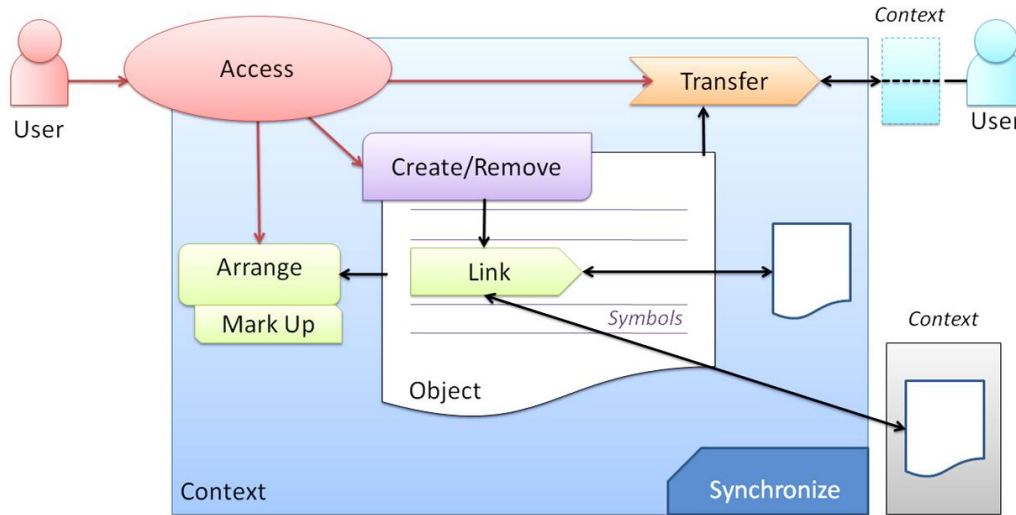 Context
Access
Transfer
User
User
Create/Remove
Arrange
Link
Mark Up
Symbols
Context
Object
Context
Synchronize